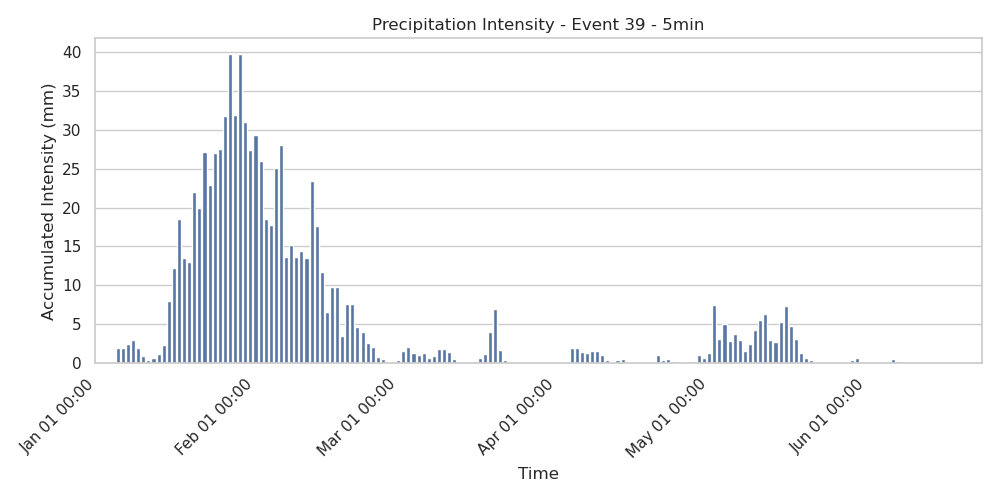 Precipitation Intensity - Event 39 - 5min
Accumulated Intensity (mm)
40
35
30
25
20
15
10
5
0
Jan 01 00:00
Feb 01 00:00
Mar 01 00:00
Apr 01 00:00
May 01 00:00
Jun 01 00:00
Time